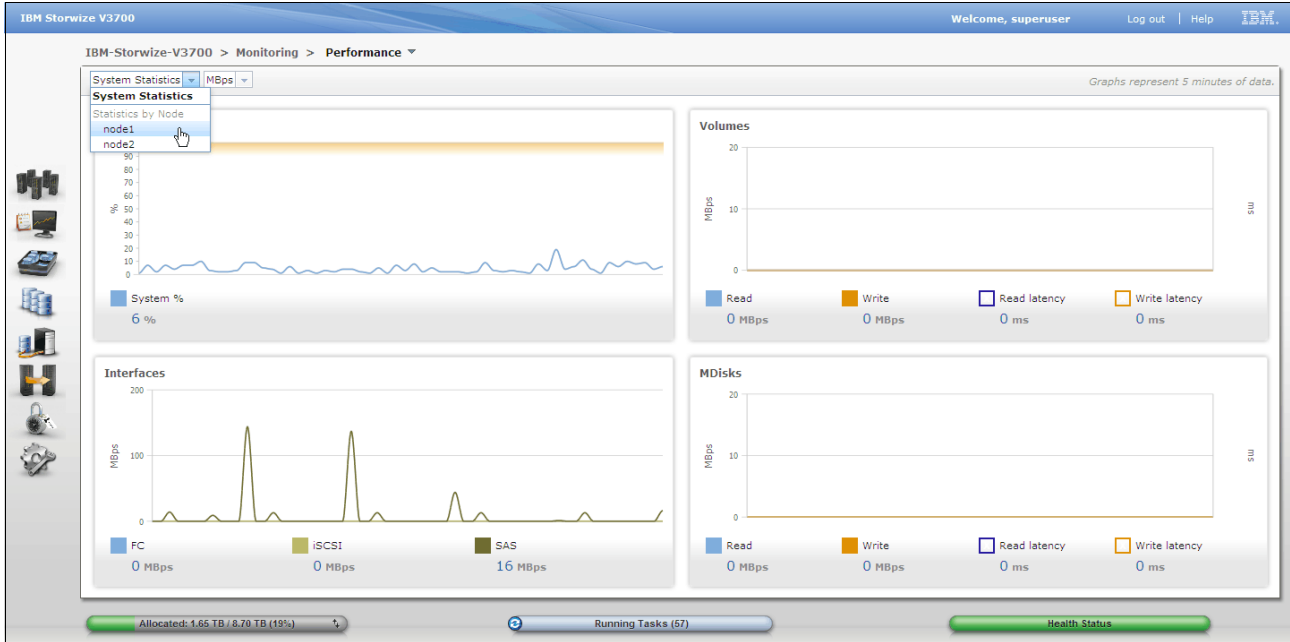 IBM Storwize V3700
Welcome, superuser
Log out | Help
IBM.
IBM-Storwize-V3700 > Monitoring > Performance
System Statistics
MBps
Graphs represent 5 minutes of data.
System Statistics
Statistics by Node
node1
node2
90
80
70
60
50
40
30
20
10
0
%
System %
6 %
Volumes
20
10
0
MBps
ms
Read
Write
Read latency
Write latency
0 MBps
0 MBps
0 ms
0 ms
Interfaces
200
100
0
MBps
FC
iSCSI
SAS
0 MBps
0 MBps
16 MBps
MDisks
20
10
0
MBps
ms
Read
Write
Read latency
Write latency
0 MBps
0 MBps
0 ms
0 ms
Allocated: 1.65 TB / 8.70 TB (19%)
Running Tasks (57)
Health Status